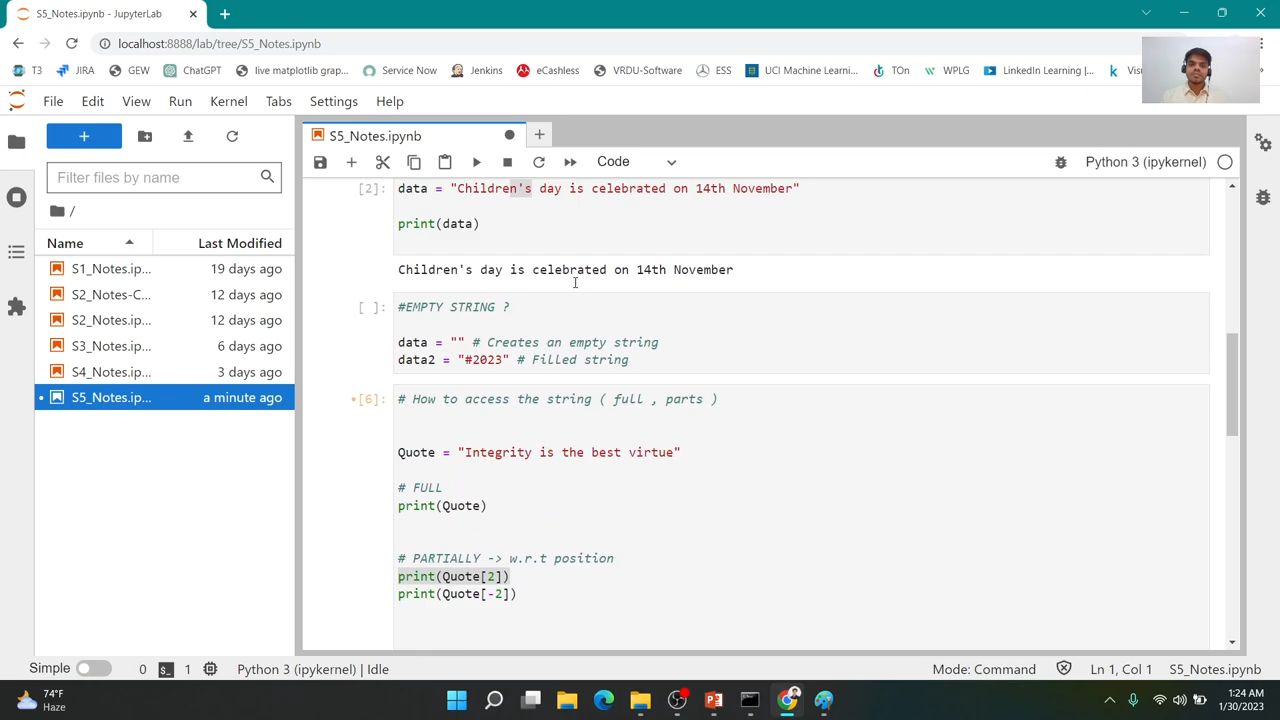 S5_Notes.ipynb - JupyterLab
localhost:8888/lab/tree/S5_Notes.ipynb
T3 JIRA GEW ChatGPT live matplotlib grap... Service Now Jenkins eCashless VRDU-Software ESS UCI Machine Learni... TOn WPLG LinkedIn Learning |... Visu
File Edit View Run Kernel Tabs Settings Help
S5_Notes.ipynb
Filter files by name
Code
Python 3 (ipykernel)
/
Name Last Modified
S1_Notes.ip... 19 days ago
S2_Notes-C... 12 days ago
S2_Notes.ip... 12 days ago
S3_Notes.ip... 6 days ago
S4_Notes.ip... 3 days ago
S5_Notes.ip... a minute ago
[2]: data = "Children's day is celebrated on 14th November"
print(data)
Children's day is celebrated on 14th November
[ ]: #EMPTY STRING ?
data = "" # Creates an empty string
data2 = "#2023" # Filled string
•[6]: # How to access the string ( full , parts )
Quote = "Integrity is the best virtue"
# FULL
print(Quote)
# PARTIALLY -> w.r.t position
print(Quote[2])
print(Quote[-2])
Simple 0 1 Python 3 (ipykernel) | Idle Mode: Command Ln 1, Col 1 S5_Notes.ipynb
74°F
Haze
1:24 AM
1/30/2023